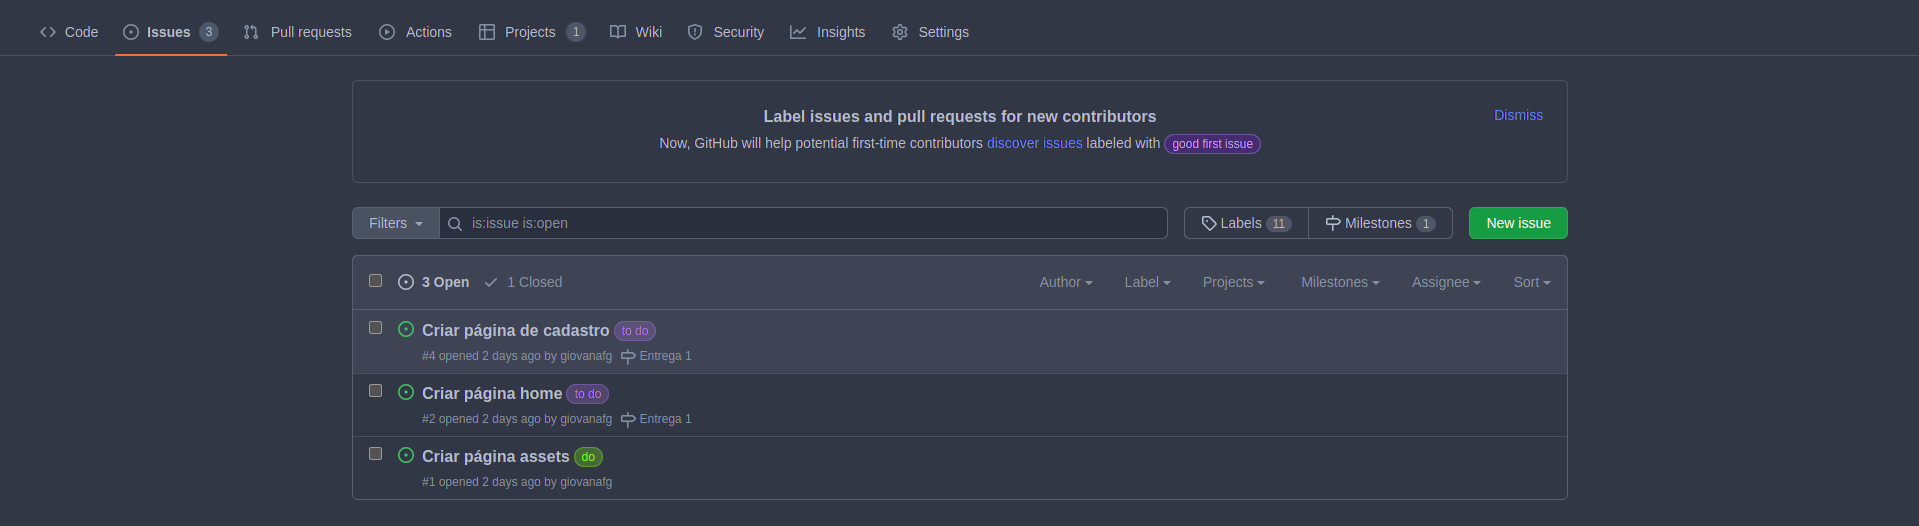 Code Issues 3 Pull requests Actions Projects 1 Wiki Security Insights Settings
Label issues and pull requests for new contributors
Dismiss
Now, GitHub will help potential first-time contributors discover issues labeled with good first issue
Filters is:issue is:open Labels 11 Milestones 1 New issue
3 Open 1 Closed Author Label Projects Milestones Assignee Sort
Criar página de cadastro to do
#4 opened 2 days ago by giovanafg Entrega 1
Criar página home to do
#2 opened 2 days ago by giovanafg Entrega 1
Criar página assets do
#1 opened 2 days ago by giovanafg